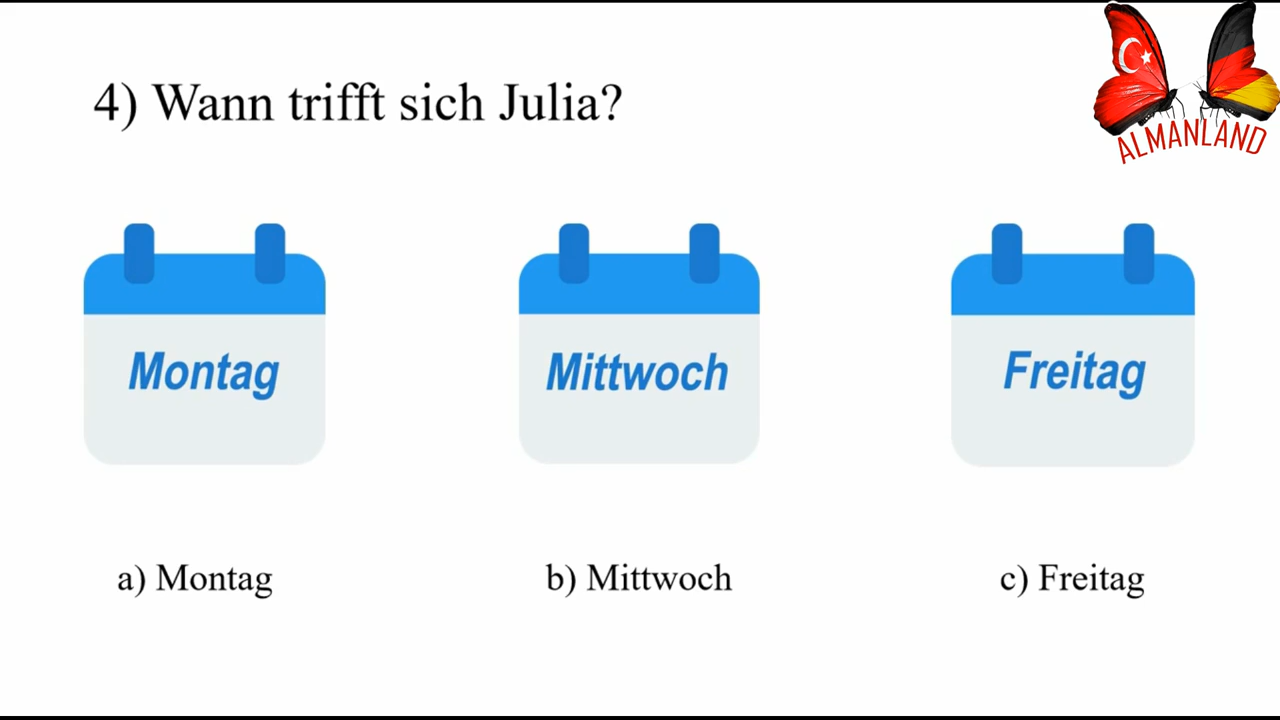 4) Wann trifft sich Julia?
ALMANLAND
Montag
Mittwoch
Freitag
a) Montag
b) Mittwoch
c) Freitag